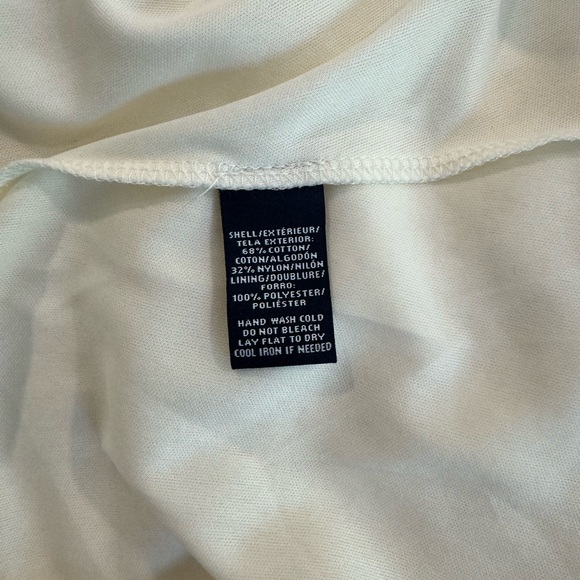 SHELL/EXTÉRIEUR/
TELA EXTERIOR:
68% COTTON/
COTON/ALGODÓN
32% NYLON/NILÓN
LINING/DOUBLURE/
FORRO:
100% POLYESTER/
POLIÉSTER
HAND WASH COLD
DO NOT BLEACH
LAY FLAT TO DRY
COOL IRON IF NEEDED